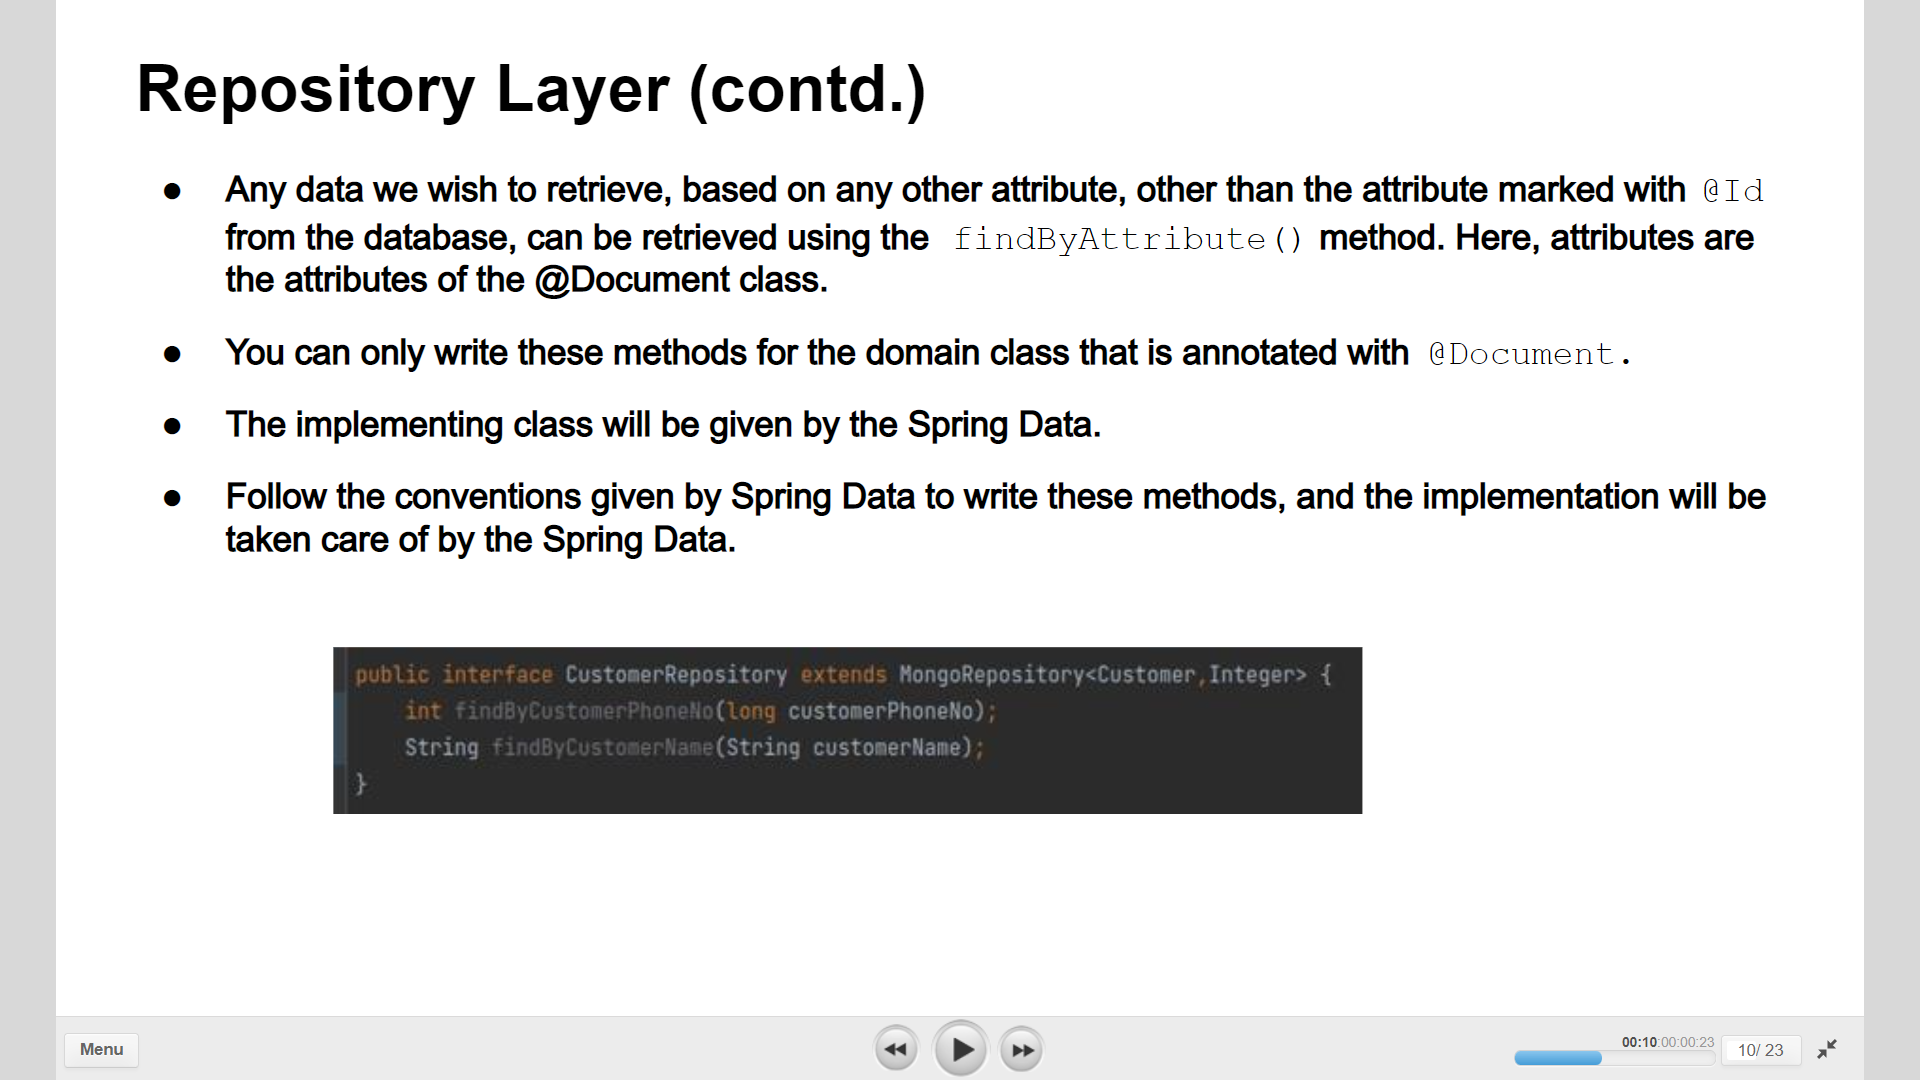 Repository Layer (contd.)
● Any data we wish to retrieve, based on any other attribute, other than the attribute marked with @Id
from the database, can be retrieved using the findByAttribute() method. Here, attributes are
the attributes of the @Document class.
● You can only write these methods for the domain class that is annotated with @Document.
● The implementing class will be given by the Spring Data.
● Follow the conventions given by Spring Data to write these methods, and the implementation will be
taken care of by the Spring Data.
public interface CustomerRepository extends MongoRepository<Customer,Integer> {
int findByCustomerPhoneNo(long customerPhoneNo);
String findByCustomerName(String customerName);
}
Menu
00:10:00:00:23
10/ 23